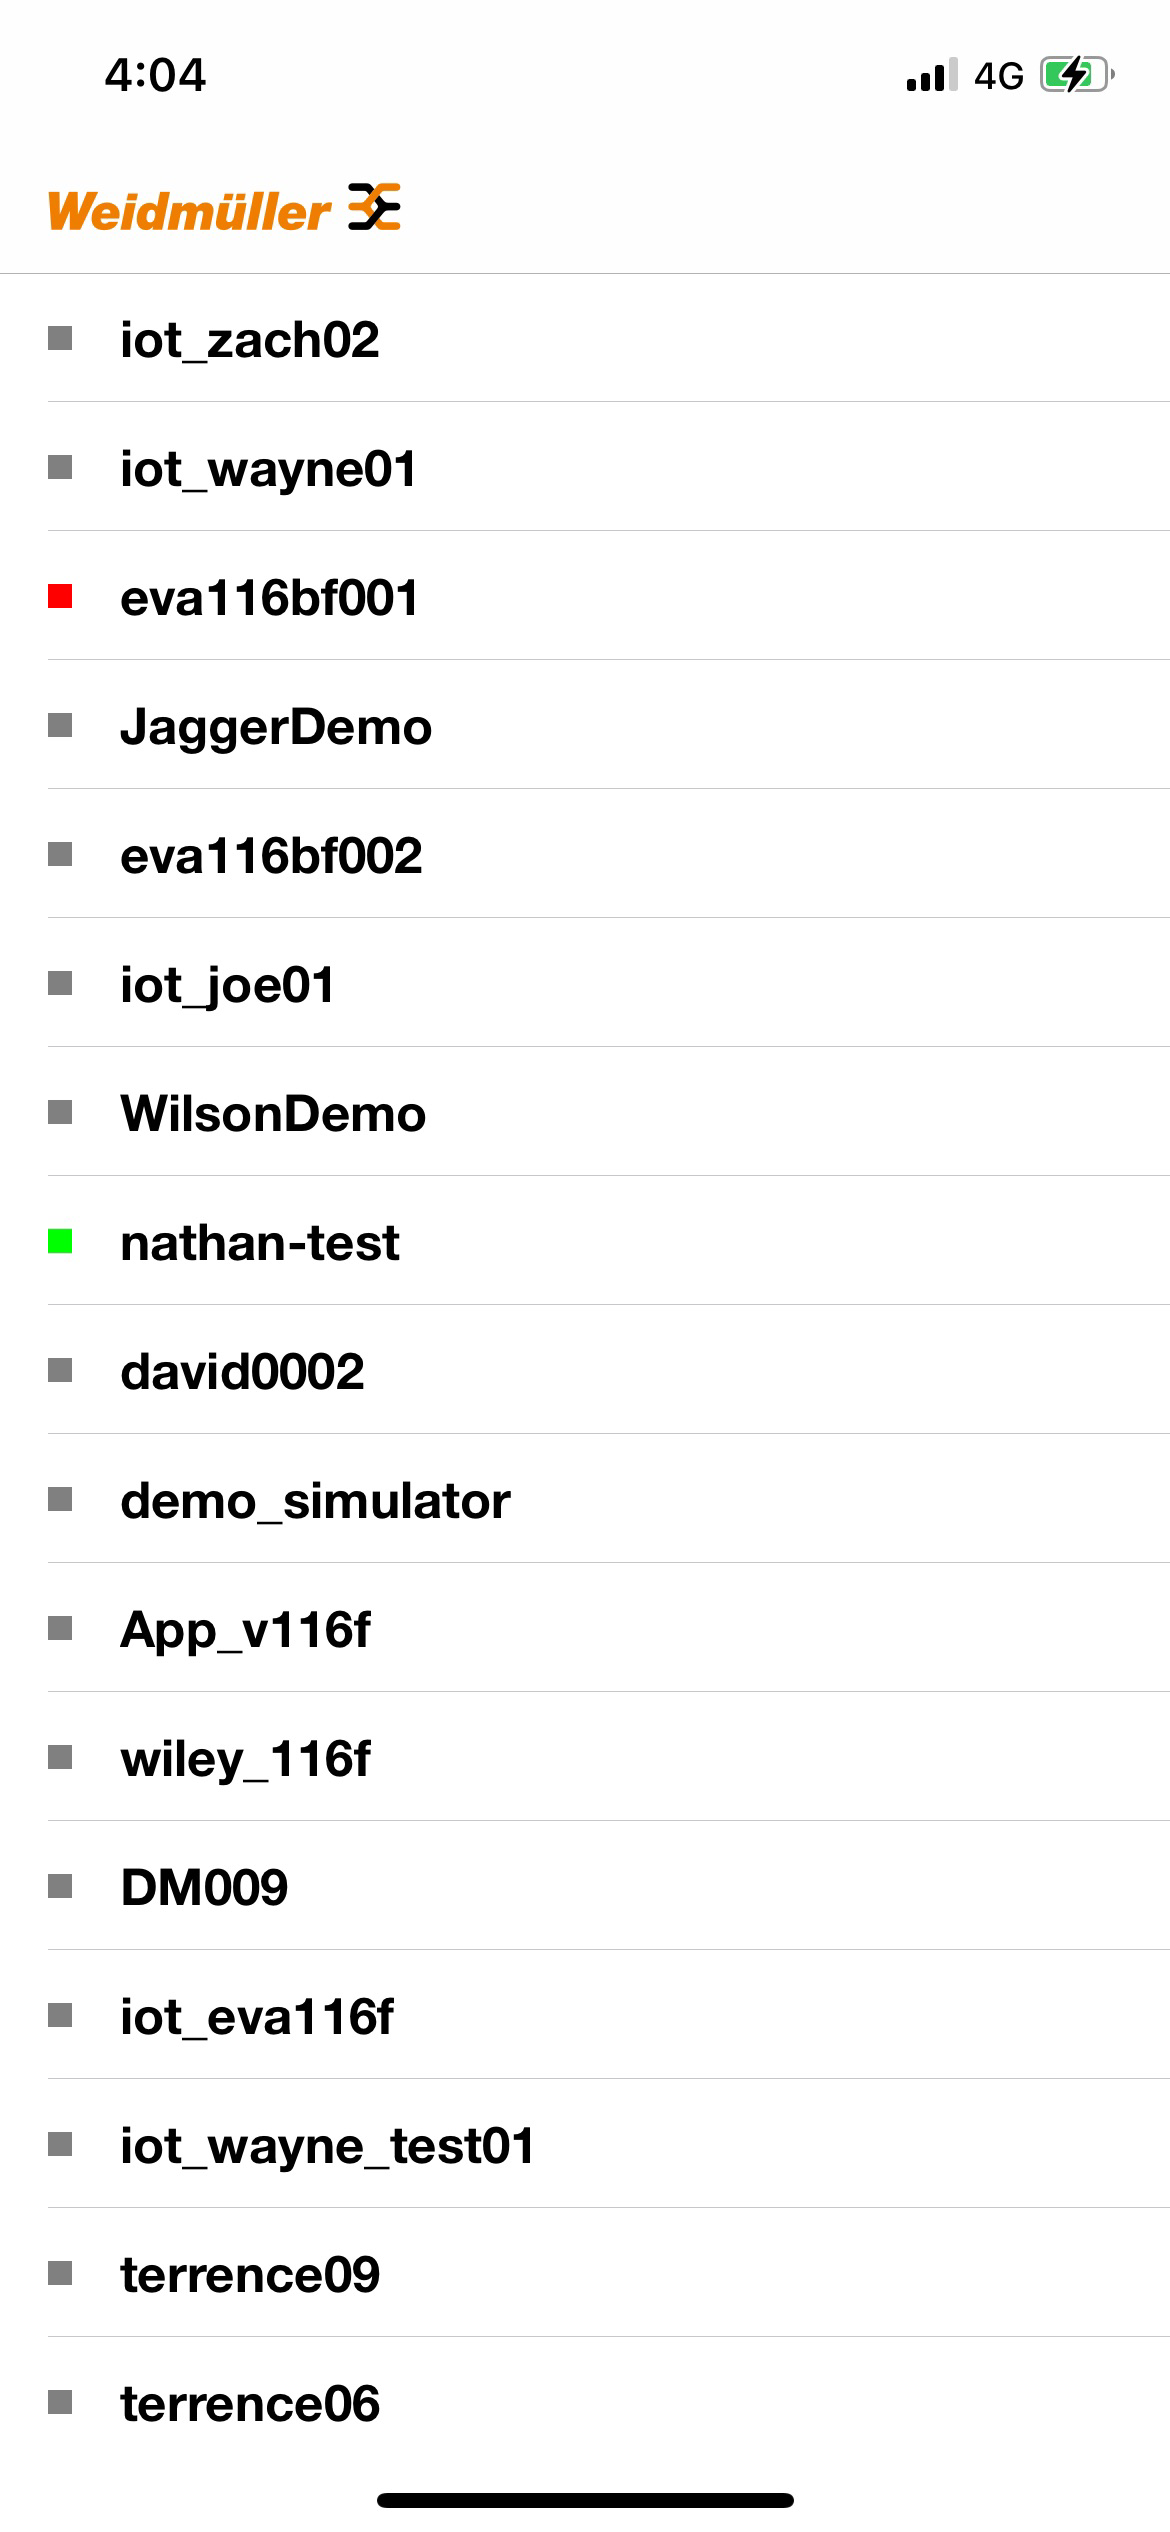 4:04
4G
Weidmüller
iot_zach02
iot_wayne01
eva116bf001
JaggerDemo
eva116bf002
iot_joe01
WilsonDemo
nathan-test
david0002
demo_simulator
App_v116f
wiley_116f
DM009
iot_eva116f
iot_wayne_test01
terrence09
terrence06